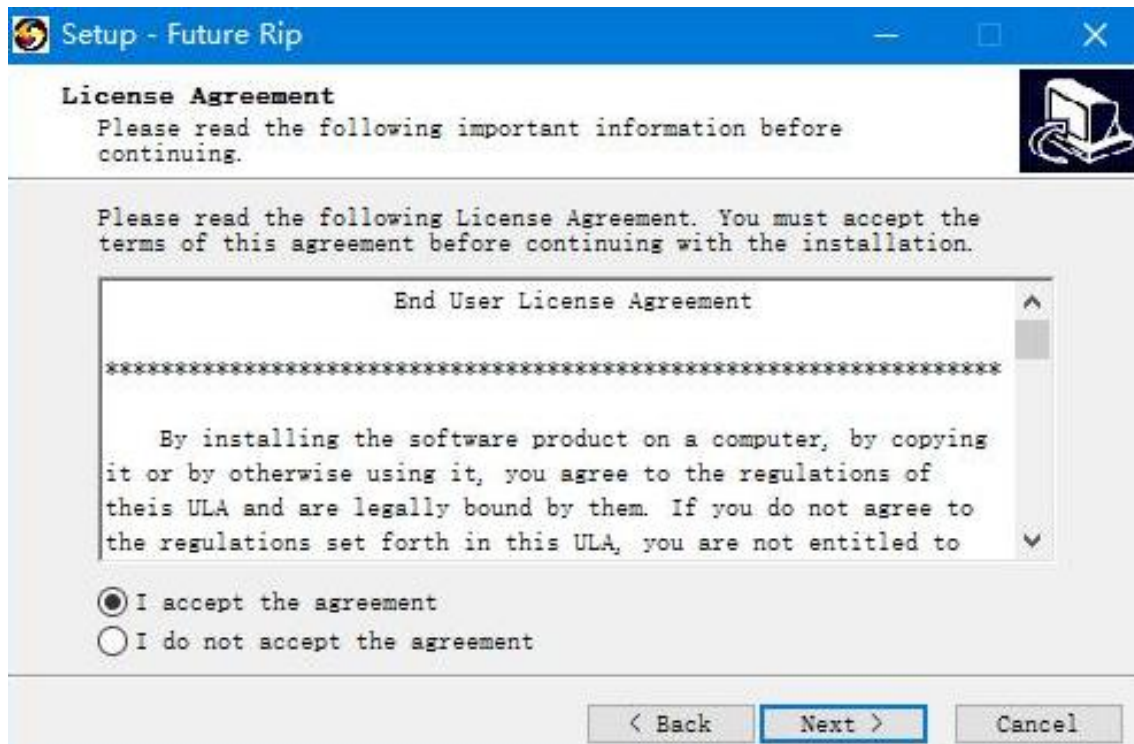 Setup - Future Rip
License Agreement
Please read the following important information before
continuing.
Please read the following License Agreement. You must accept the
terms of this agreement before continuing with the installation.
End User License Agreement
*****************************************************************
By installing the software product on a computer, by copying
it or by otherwise using it, you agree to the regulations of
theis ULA and are legally bound by them. If you do not agree to
the regulations set forth in this ULA, you are not entitled to
I accept the agreement
I do not accept the agreement
< Back Next > Cancel